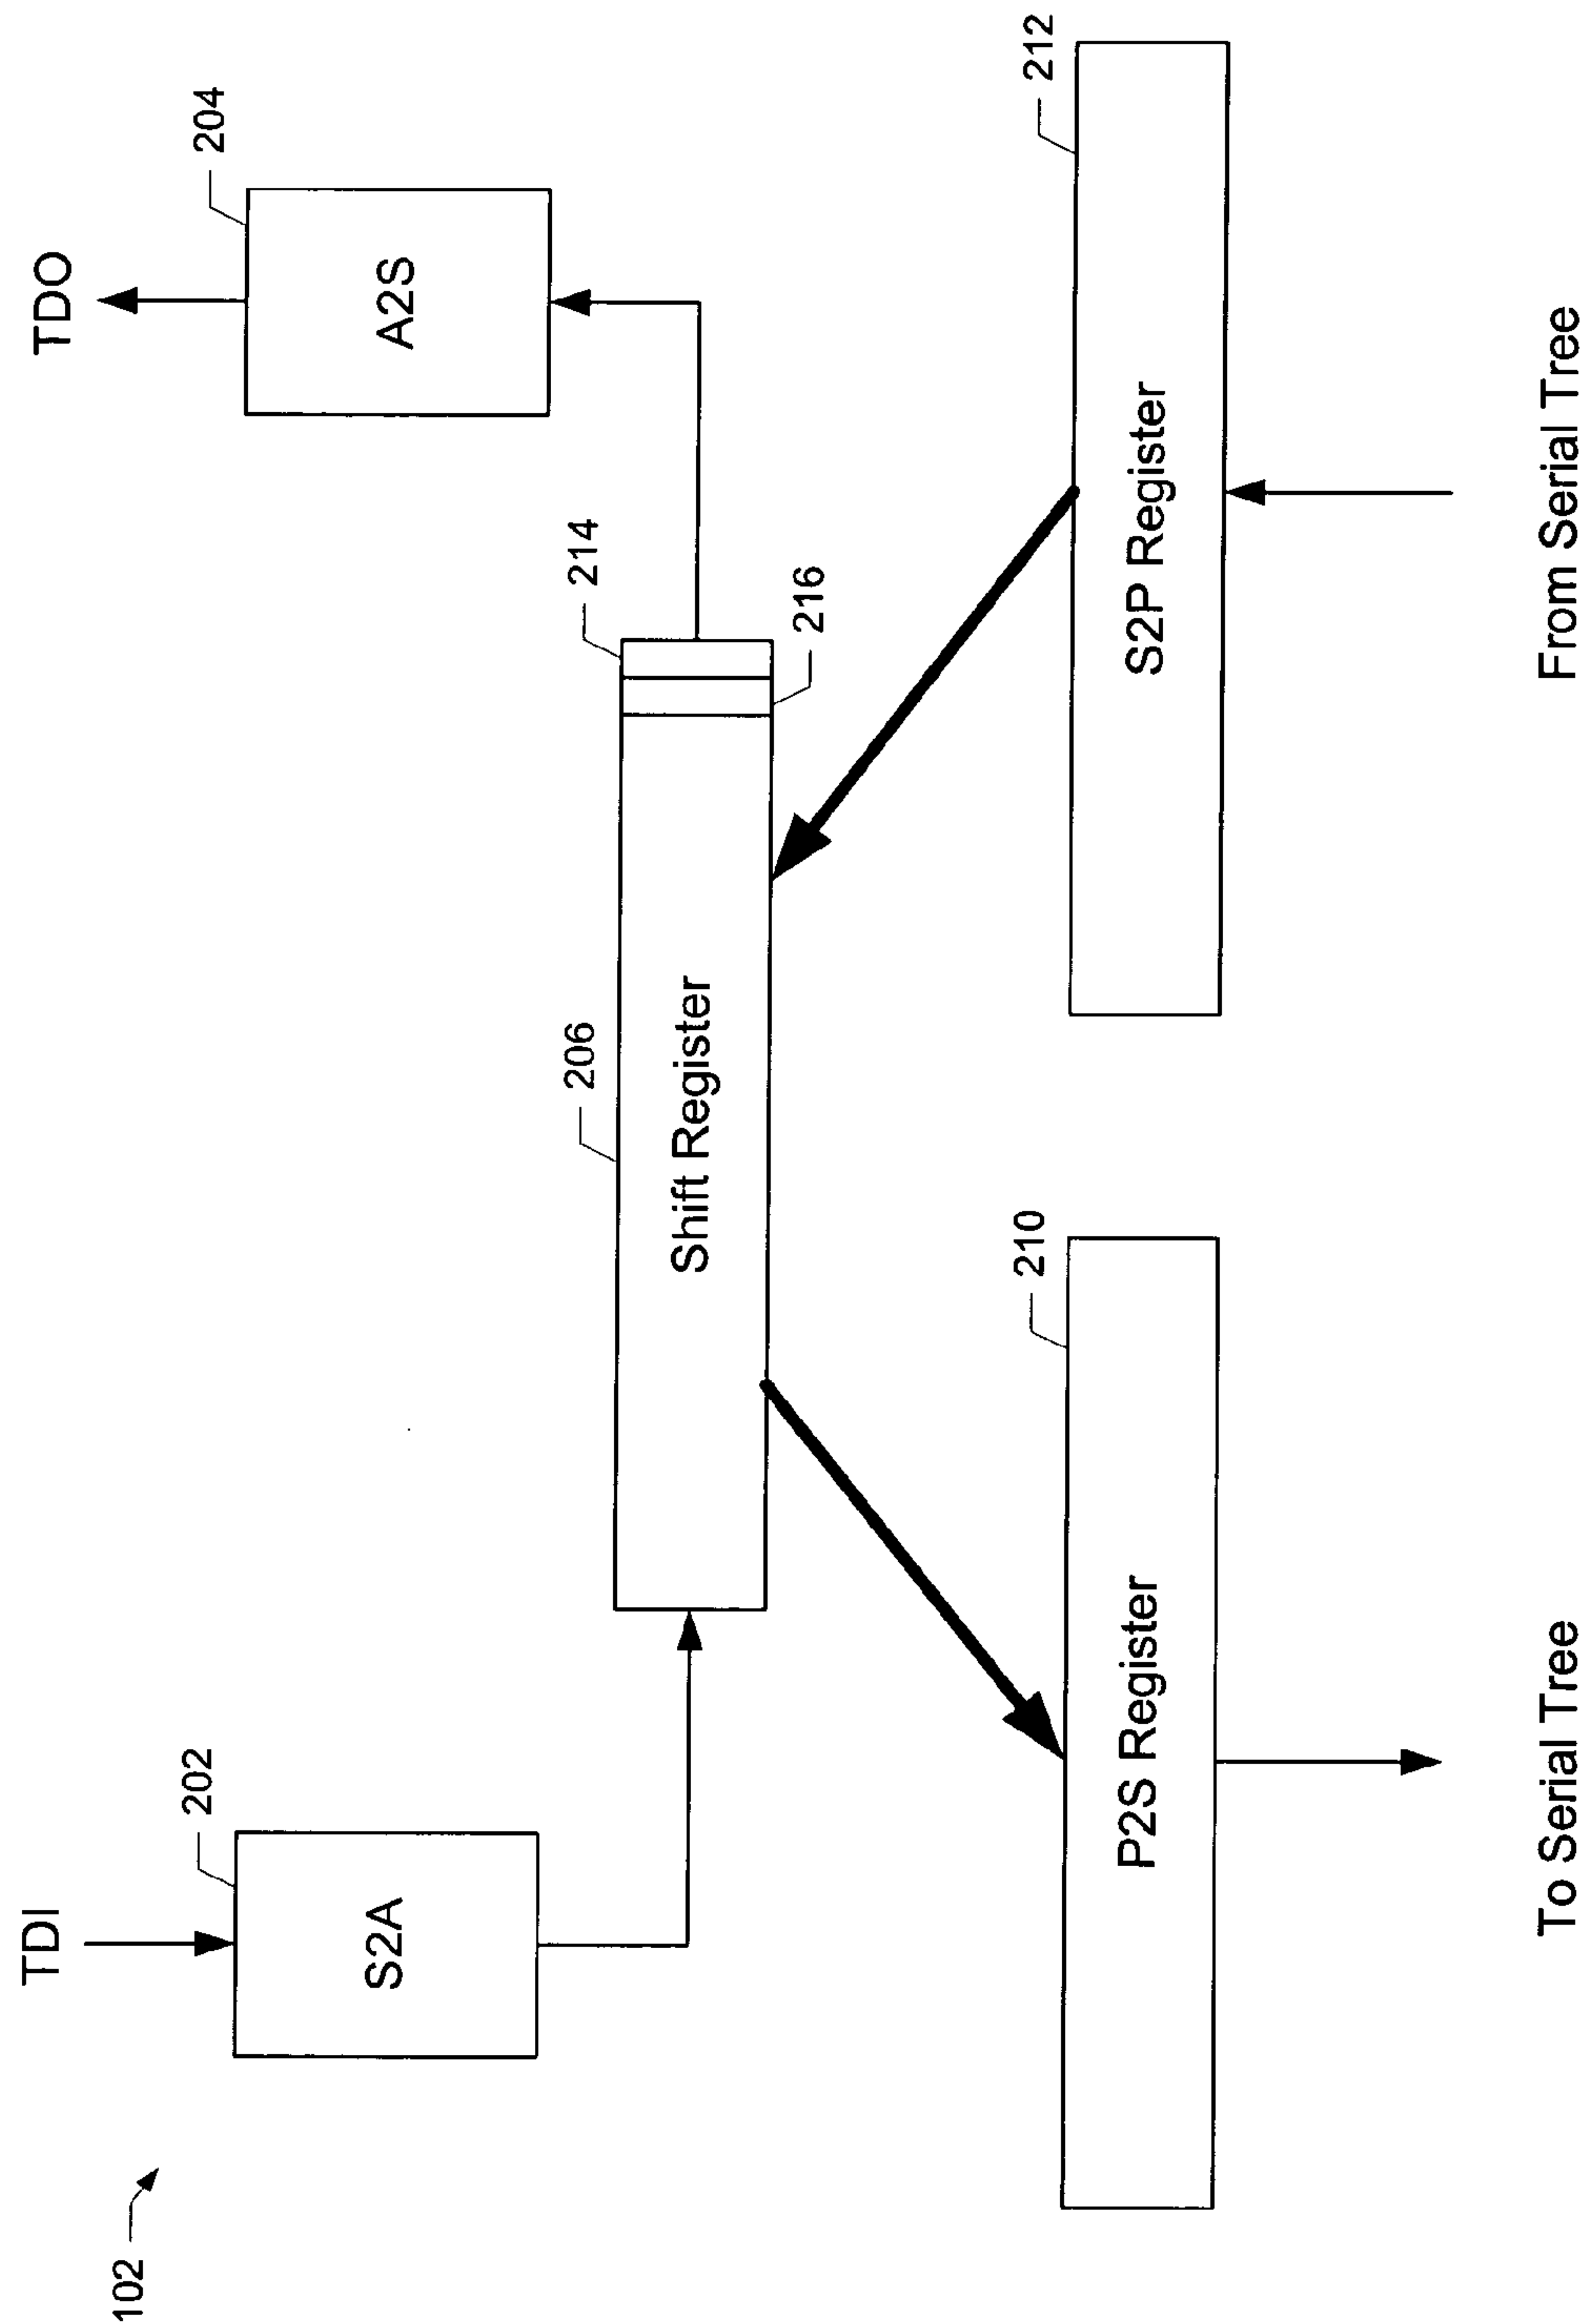 102
TDI
202
S2A
TDO
204
A2S
206
Shift Register
214
216
210
P2S Register
212
S2P Register
To Serial Tree
From Serial Tree